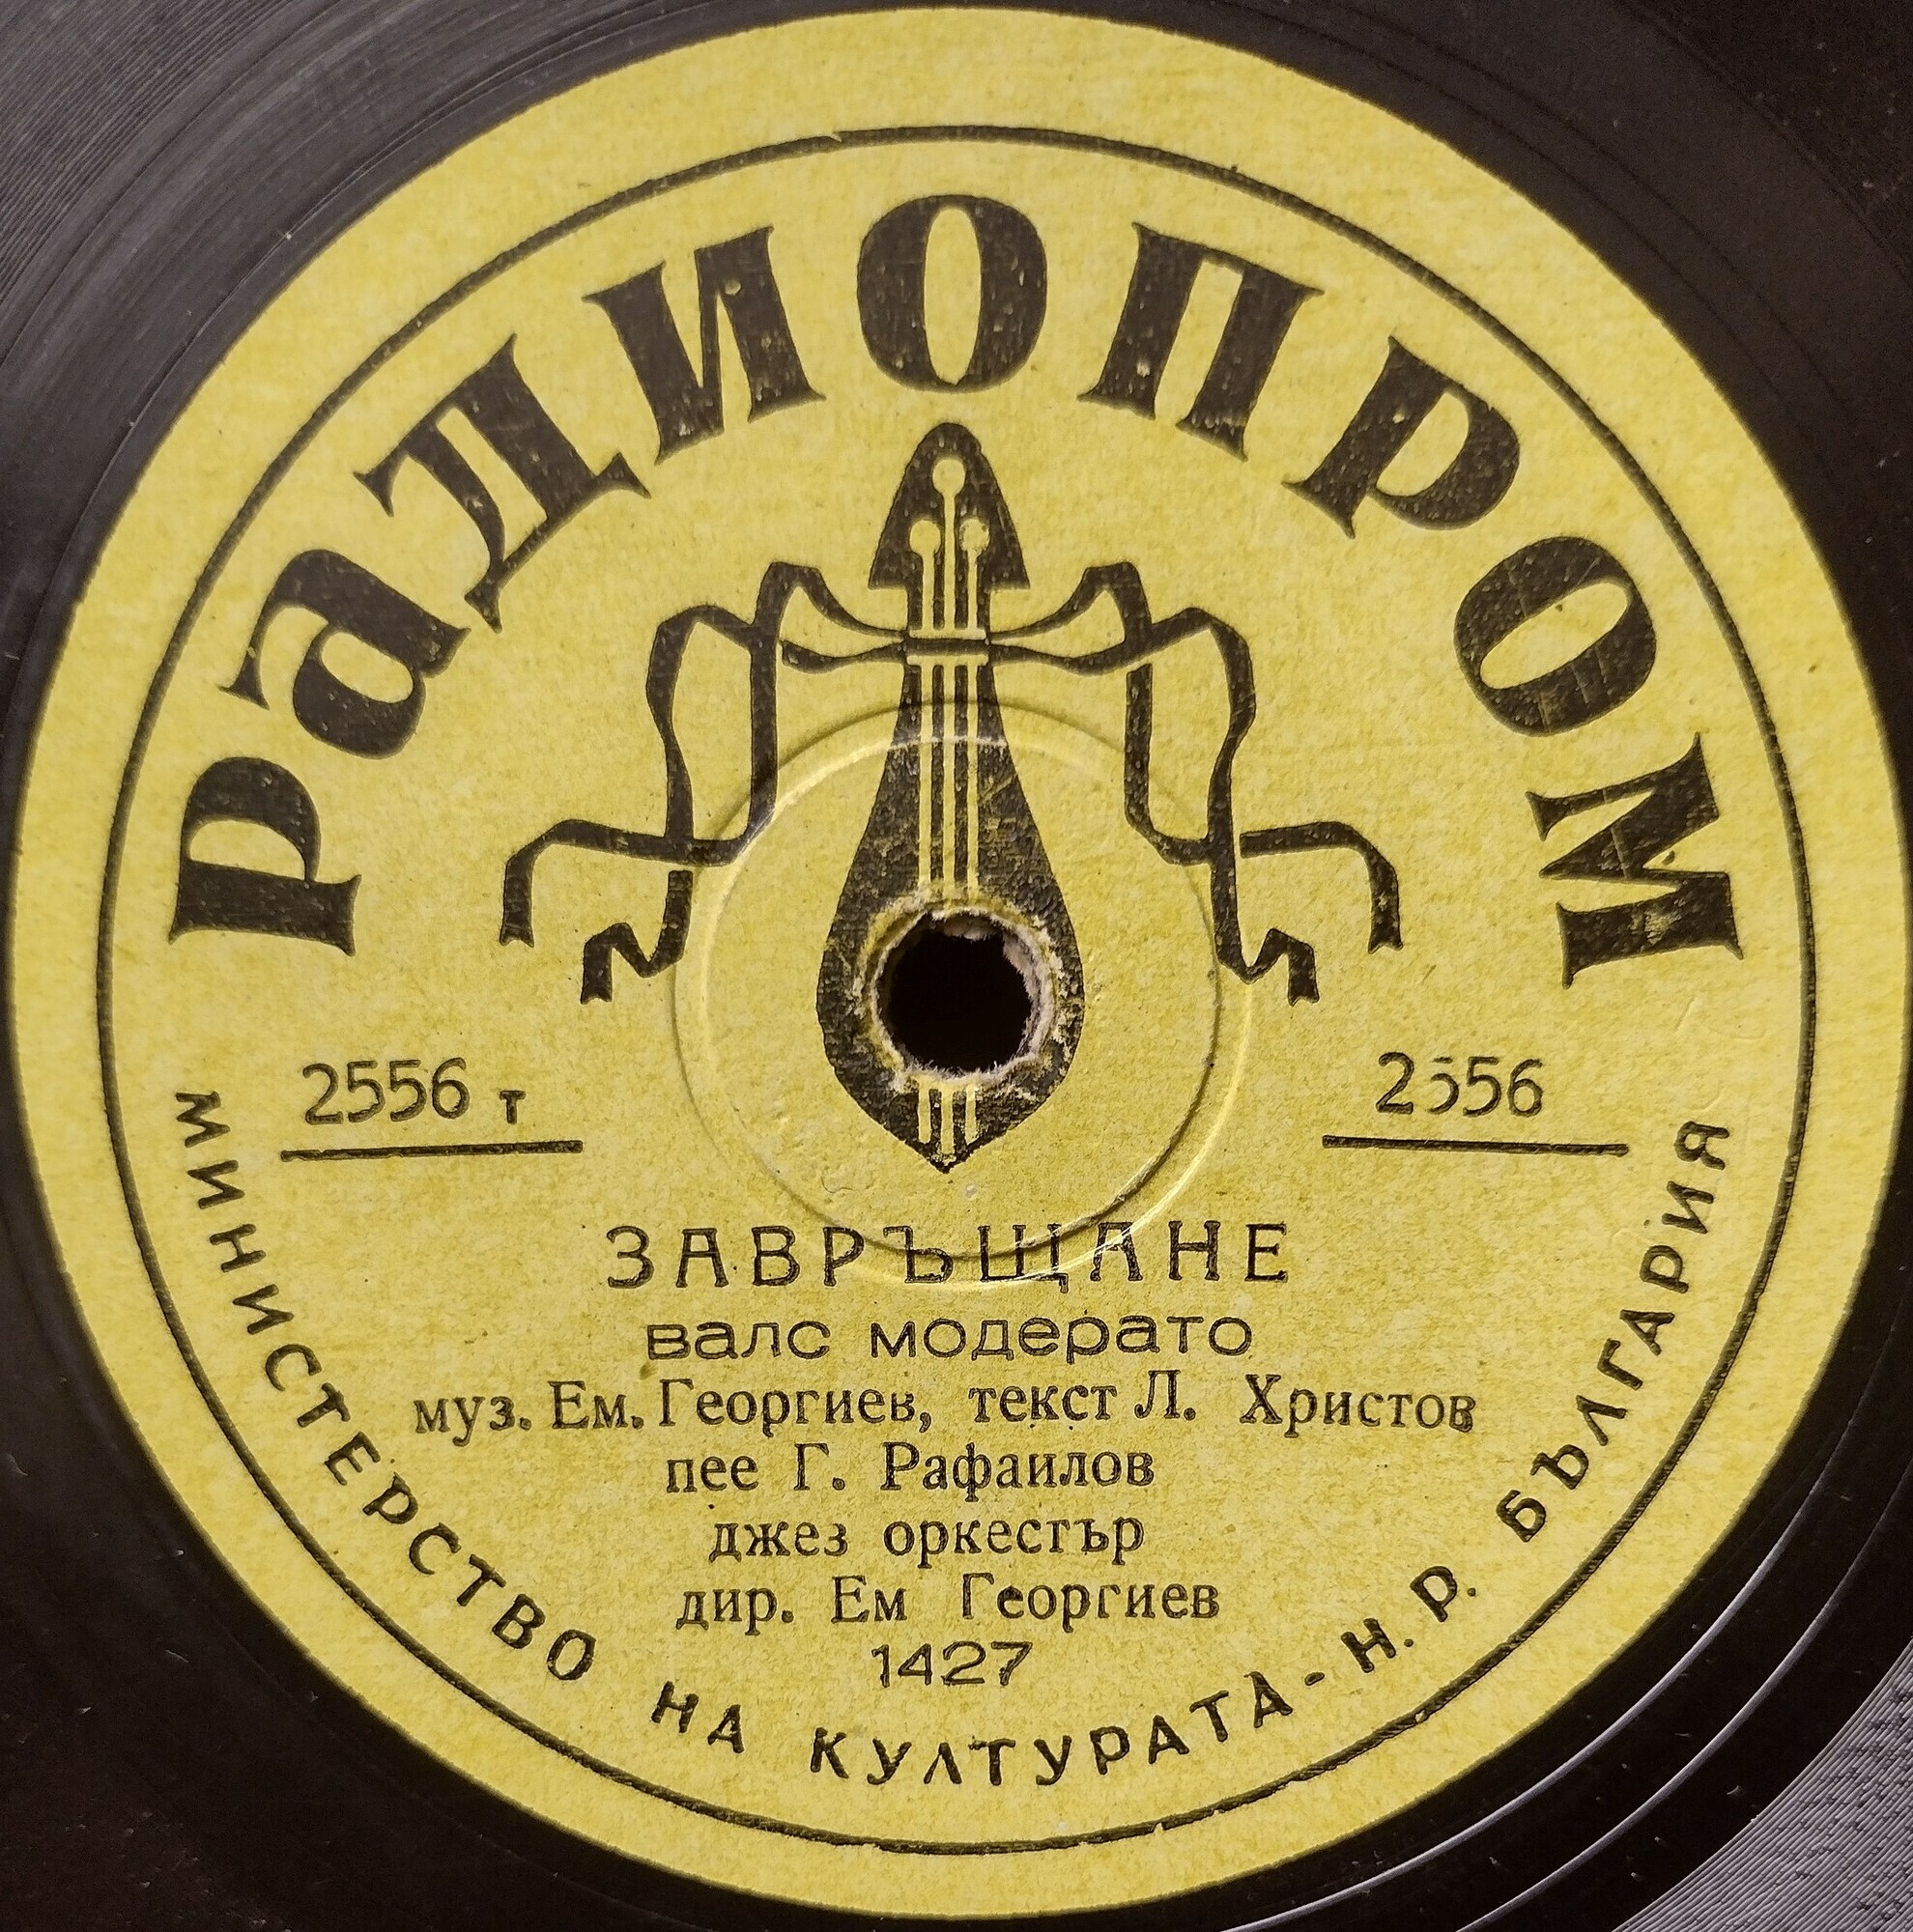 Радиопром
2556 т
2556
ЗАВРЪЩАНЕ
валс модерато
муз. Ем. Георгиев, текст Л. Христов
пее Г. Рафаилов
джез оркестър
дир. Ем Георгиев
1427
МИНИСТЕРСТВО НА КУЛТУРАТА - Н. Р. БЪЛГАРИЯ